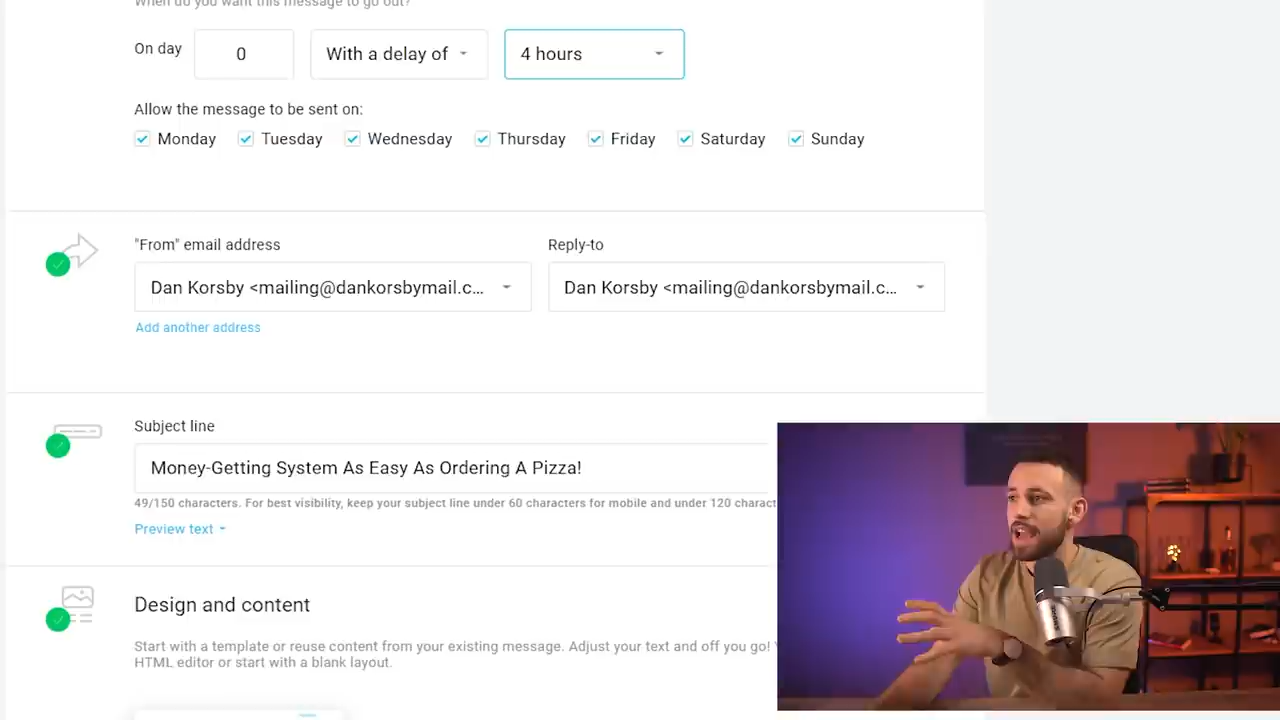 When do you want this message to go out?
On day 0 With a delay of 4 hours
Allow the message to be sent on:
Monday Tuesday Wednesday Thursday Friday Saturday Sunday
"From" email address Reply-to
Dan Korsby <mailing@dankorsbymail.c... Dan Korsby <mailing@dankorsbymail.c...
Add another address
Subject line
Money-Getting System As Easy As Ordering A Pizza!
49/150 characters. For best visibility, keep your subject line under 60 characters for mobile and under 120 charact
Preview text
Design and content
Start with a template or reuse content from your existing message. Adjust your text and off you go!
HTML editor or start with a blank layout.